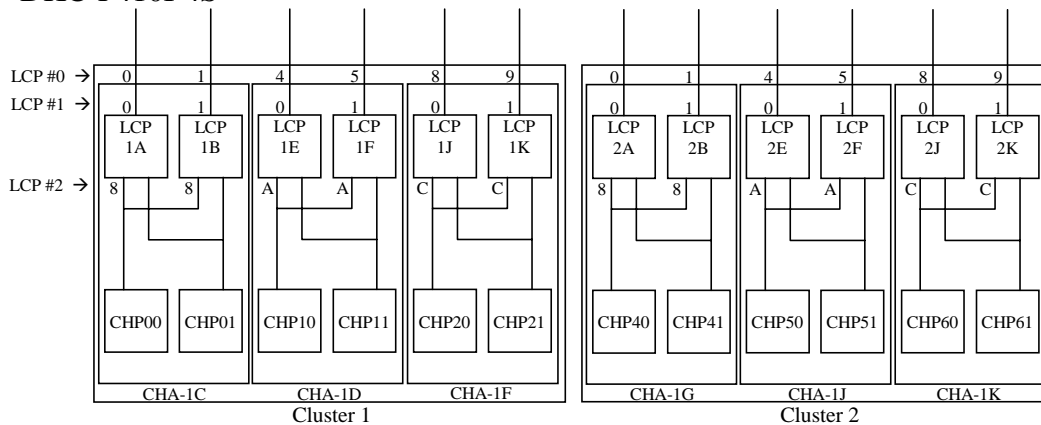 LCP #0 → 0 1 4 5 8 9 0 1 4 5 8 9
LCP #1 → 0 1 0 1 0 1 0 1 0 1 0 1
LCP 1A LCP 1B LCP 1E LCP 1F LCP 1J LCP 1K LCP 2A LCP 2B LCP 2E LCP 2F LCP 2J LCP 2K
LCP #2 → 8 8 A A C C 8 8 A A C C
CHP00 CHP01 CHP10 CHP11 CHP20 CHP21 CHP40 CHP41 CHP50 CHP51 CHP60 CHP61
CHA-1C CHA-1D CHA-1F CHA-1G CHA-1J CHA-1K
Cluster 1 Cluster 2